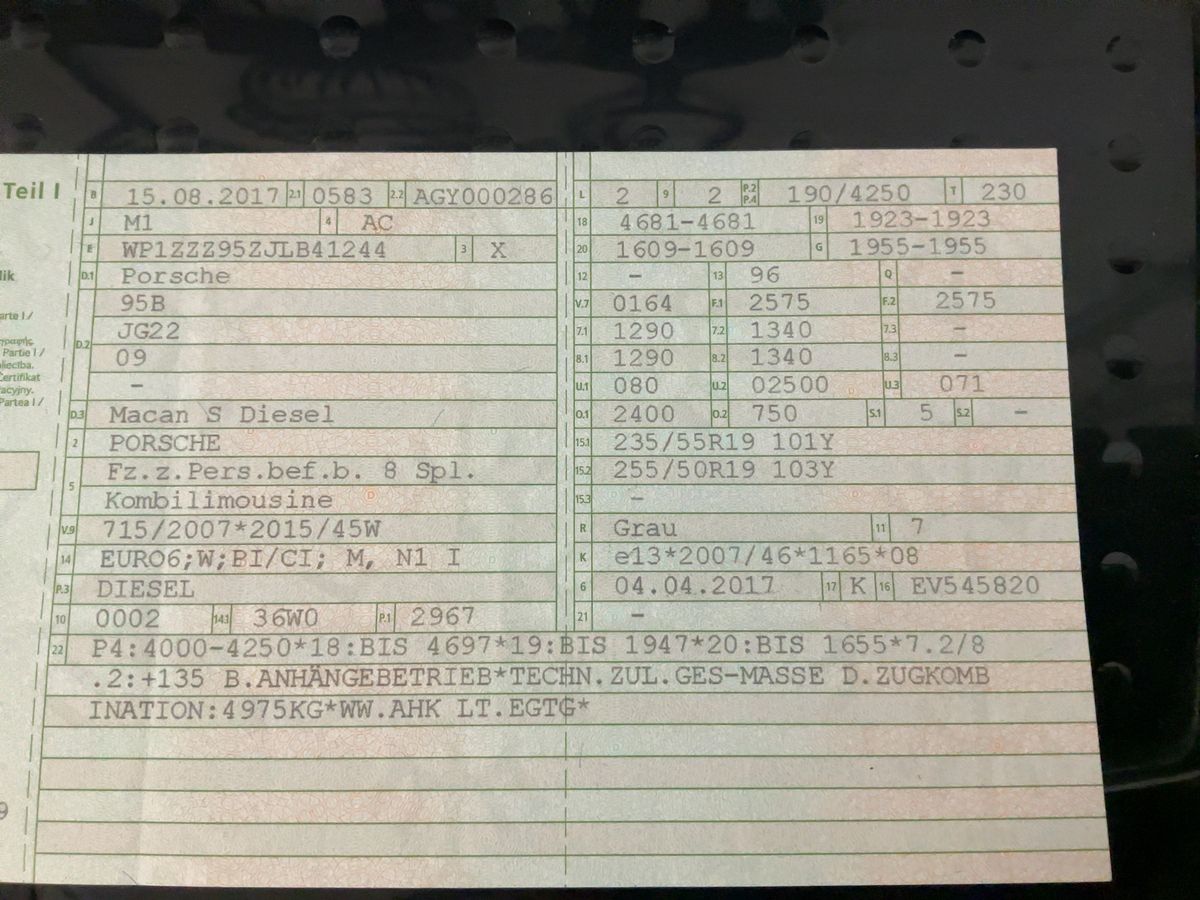 Teil I
B 15.08.2017 2.1 0583 2.2 AGY000286 L 2 9 2 P.2 P.4 190/4250 T 230
J M1 4 AC 18 4681-4681 19 1923-1923
E WP1ZZZ95ZJLB41244 3 X 20 1609-1609 G 1955-1955
D.1 Porsche 12 - 13 96 Q -
D.2 95B V.7 0164 F.1 2575 F.2 2575
JG22 7.1 1290 7.2 1340 7.3 -
09 8.1 1290 8.2 1340 8.3 -
- U.1 080 U.2 02500 U.3 071
D.3 Macan S Diesel O.1 2400 O.2 750 S.1 5 S.2 -
2 PORSCHE 15.1 235/55R19 101Y
5 Fz.z.Pers.bef.b. 8 Spl. 15.2 255/50R19 103Y
Kombilimousine 15.3 -
V.9 715/2007*2015/45W R Grau 11 7
14 EURO6;W;PI/CI; M, N1 I K e13*2007/46*1165*08
P.3 DIESEL 6 04.04.2017 17 K 16 EV545820
10 0002 14.1 36W0 P.1 2967 21 -
22 P4:4000-4250*18:BIS 4697*19:BIS 1947*20:BIS 1655*7.2/8
.2:+135 B.ANHÄNGEBETRIEB*TECHN.ZUL.GES-MASSE D.ZUGKOMB
INATION:4975KG*WW.AHK LT.EGTG*
9